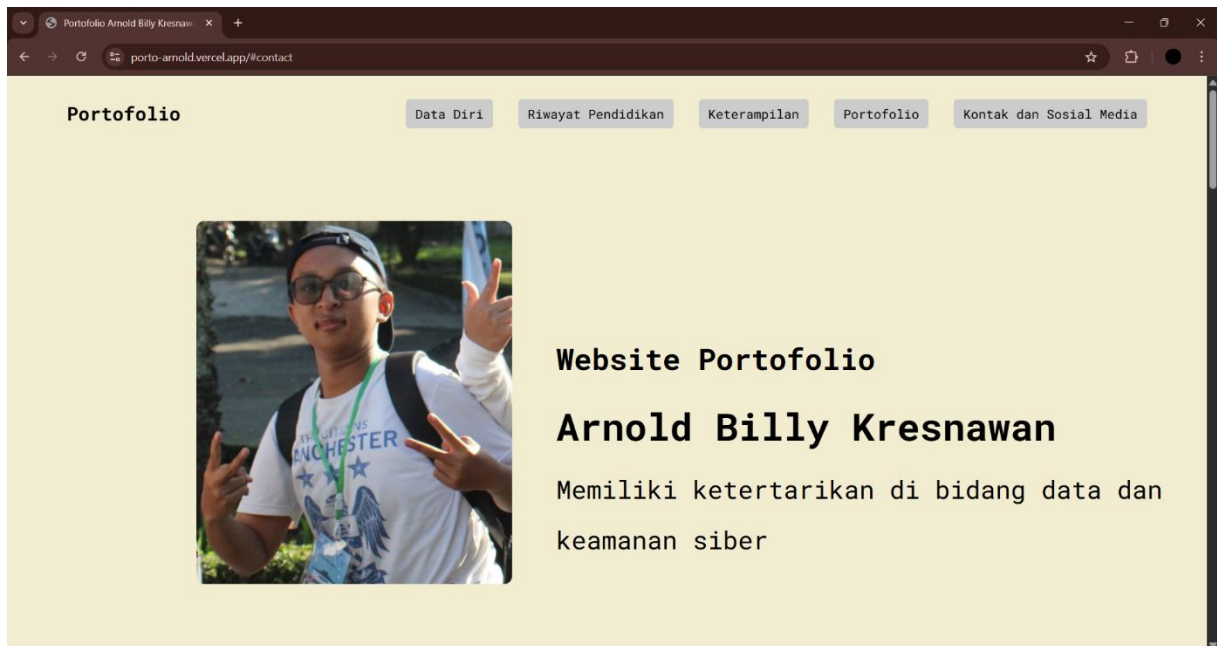 Portofolio Arnold Billy Kresnaw
porto-arnold.vercel.app/#contact
Portofolio
Data Diri
Riwayat Pendidikan
Keterampilan
Portofolio
Kontak dan Sosial Media
Website Portofolio
Arnold Billy Kresnawan
Memiliki ketertarikan di bidang data dan
keamanan siber